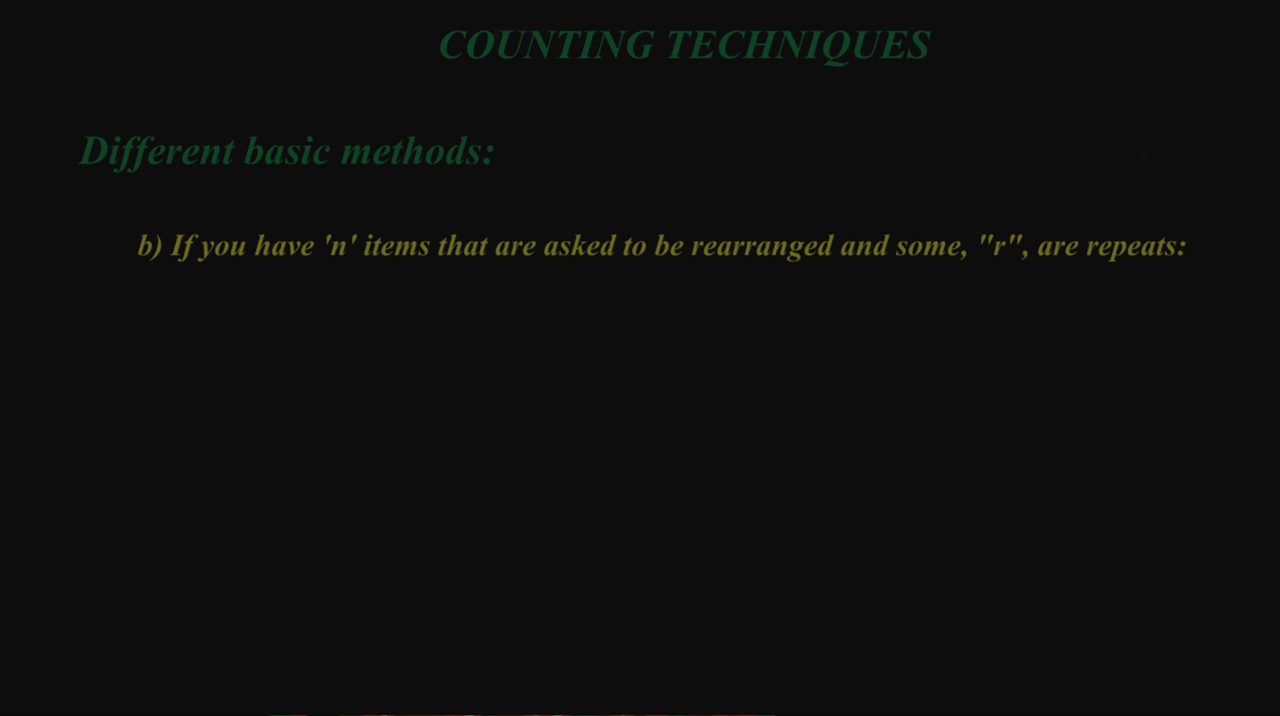 COUNTING TECHNIQUES
Different basic methods:
b) If you have 'n' items that are asked to be rearranged and some, "r", are repeats: